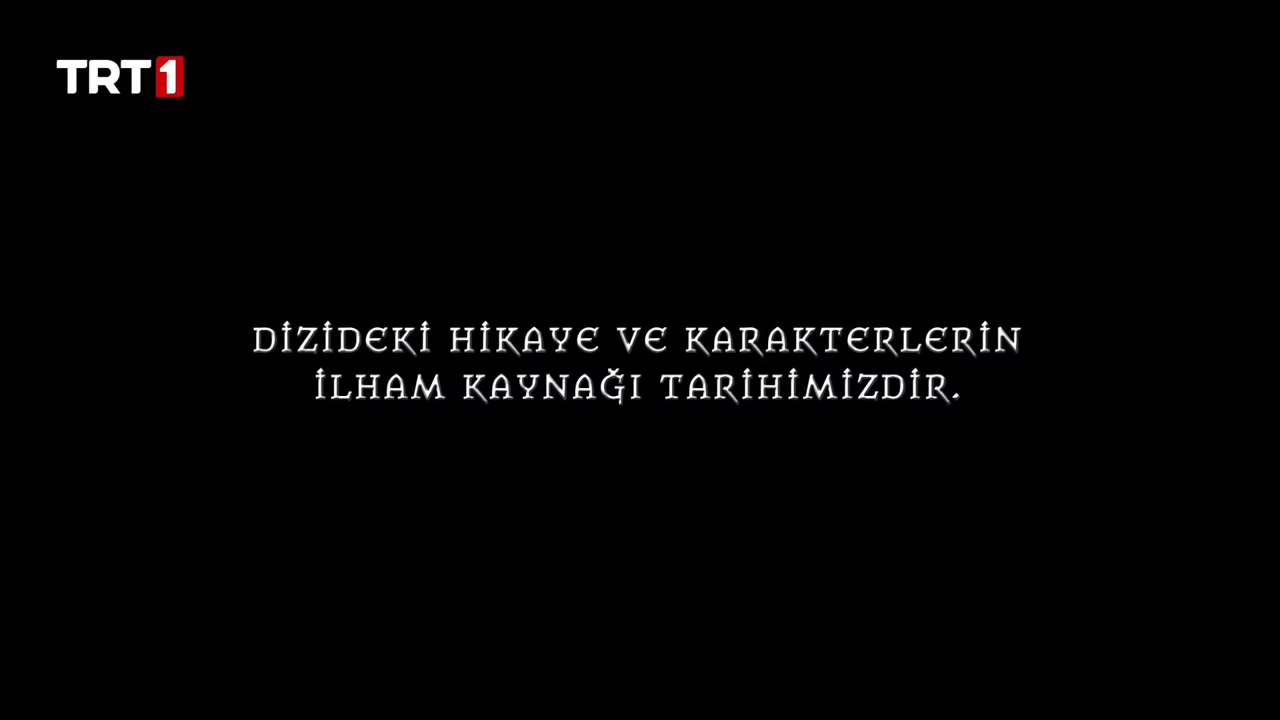 TRT1
DİZİDEKİ HİKAYE VE KARAKTERLERİN
İLHAM KAYNAĞI TARİHİMİZDİR.